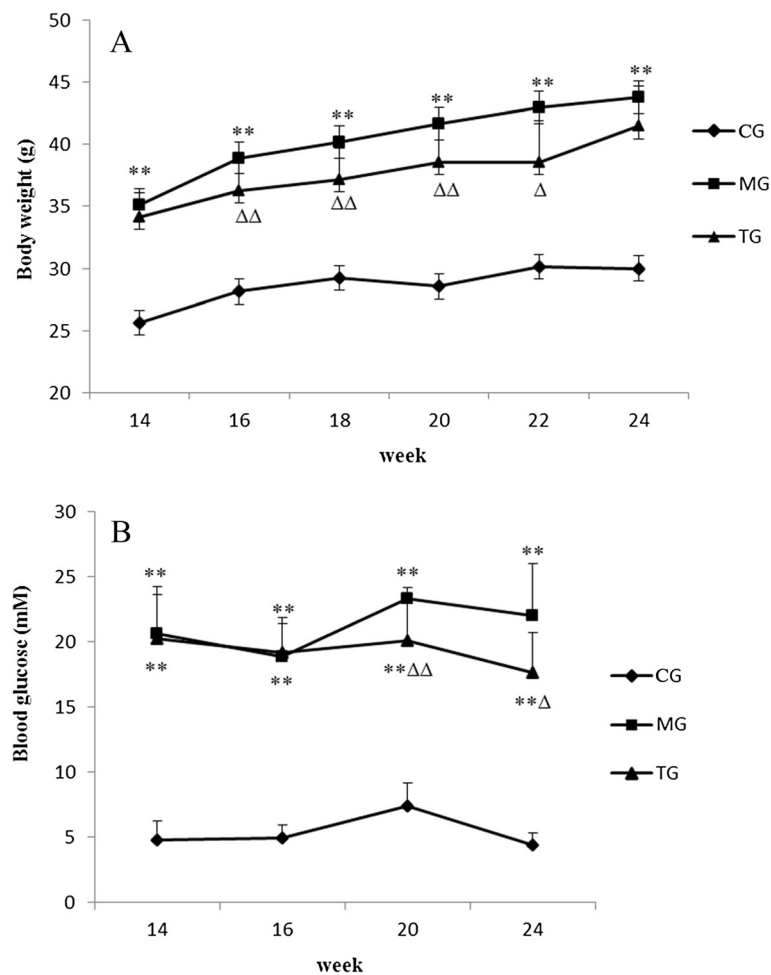 A
50
45
40
35
30
25
20
Body weight (g)
** ** ** ** ** **
ΔΔ ΔΔ ΔΔ Δ
14 16 18 20 22 24
week
CG
MG
TG
B
30
25
20
15
10
5
0
Blood glucose (mM)
** ** ** **
** ** **ΔΔ **Δ
14 16 20 24
week
CG
MG
TG